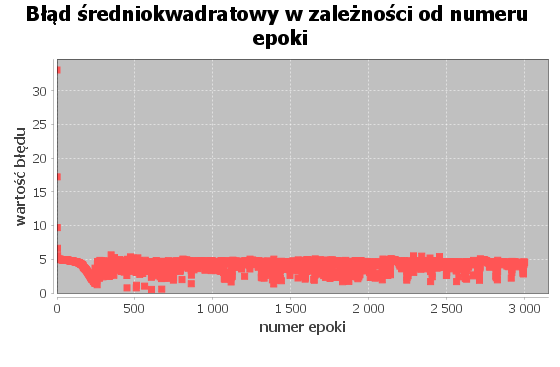 Błąd średniokwadratowy w zależności od numeru
epoki
wartość błędu
30
25
20
15
10
5
0
0 500 1 000 1 500 2 000 2 500 3 000
numer epoki